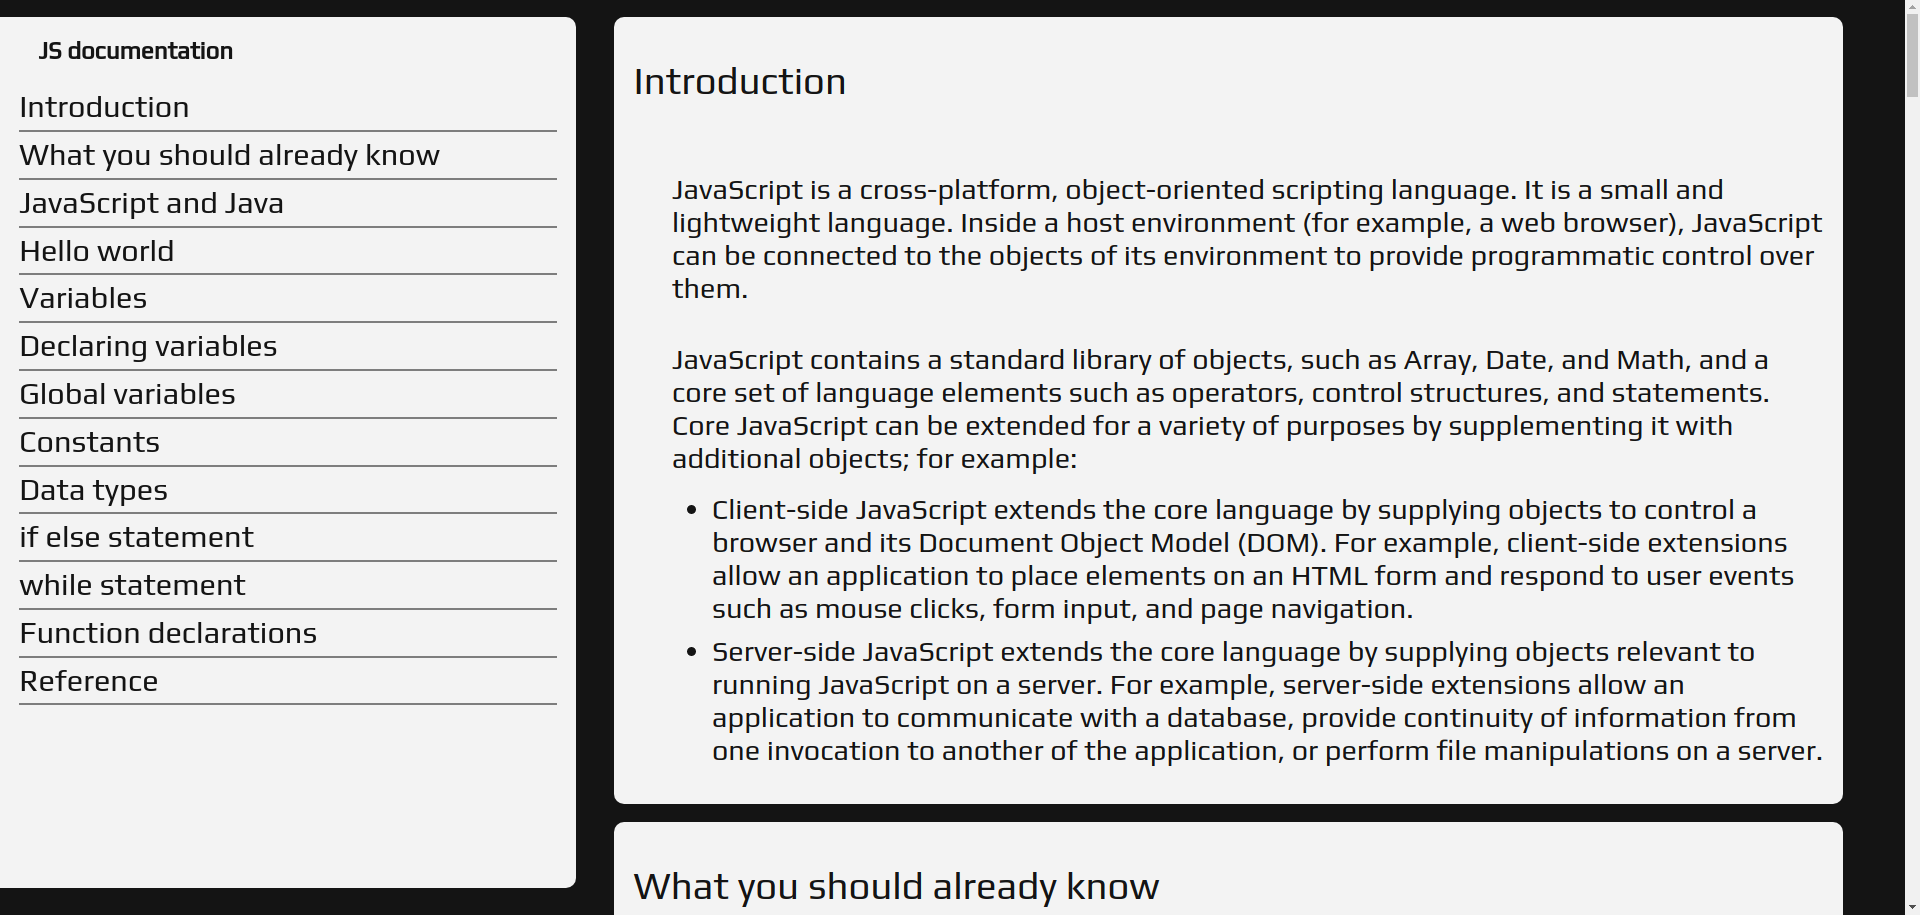 JS documentation
Introduction
What you should already know
JavaScript and Java
Hello world
Variables
Declaring variables
Global variables
Constants
Data types
if else statement
while statement
Function declarations
Reference
Introduction
JavaScript is a cross-platform, object-oriented scripting language. It is a small and
lightweight language. Inside a host environment (for example, a web browser), JavaScript
can be connected to the objects of its environment to provide programmatic control over
them.
JavaScript contains a standard library of objects, such as Array, Date, and Math, and a
core set of language elements such as operators, control structures, and statements.
Core JavaScript can be extended for a variety of purposes by supplementing it with
additional objects; for example:
• Client-side JavaScript extends the core language by supplying objects to control a
browser and its Document Object Model (DOM). For example, client-side extensions
allow an application to place elements on an HTML form and respond to user events
such as mouse clicks, form input, and page navigation.
• Server-side JavaScript extends the core language by supplying objects relevant to
running JavaScript on a server. For example, server-side extensions allow an
application to communicate with a database, provide continuity of information from
one invocation to another of the application, or perform file manipulations on a server.
What you should already know